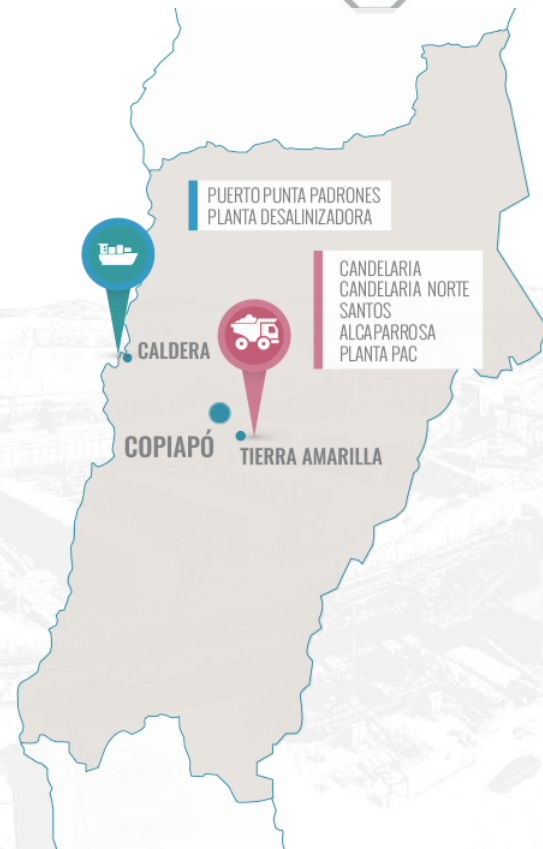 PUERTO PUNTA PADRONES
PLANTA DESALINIZADORA
CANDELARIA
CANDELARIA NORTE
SANTOS
ALCAPARROSA
PLANTA PAC
CALDERA
COPIAPÓ
TIERRA AMARILLA